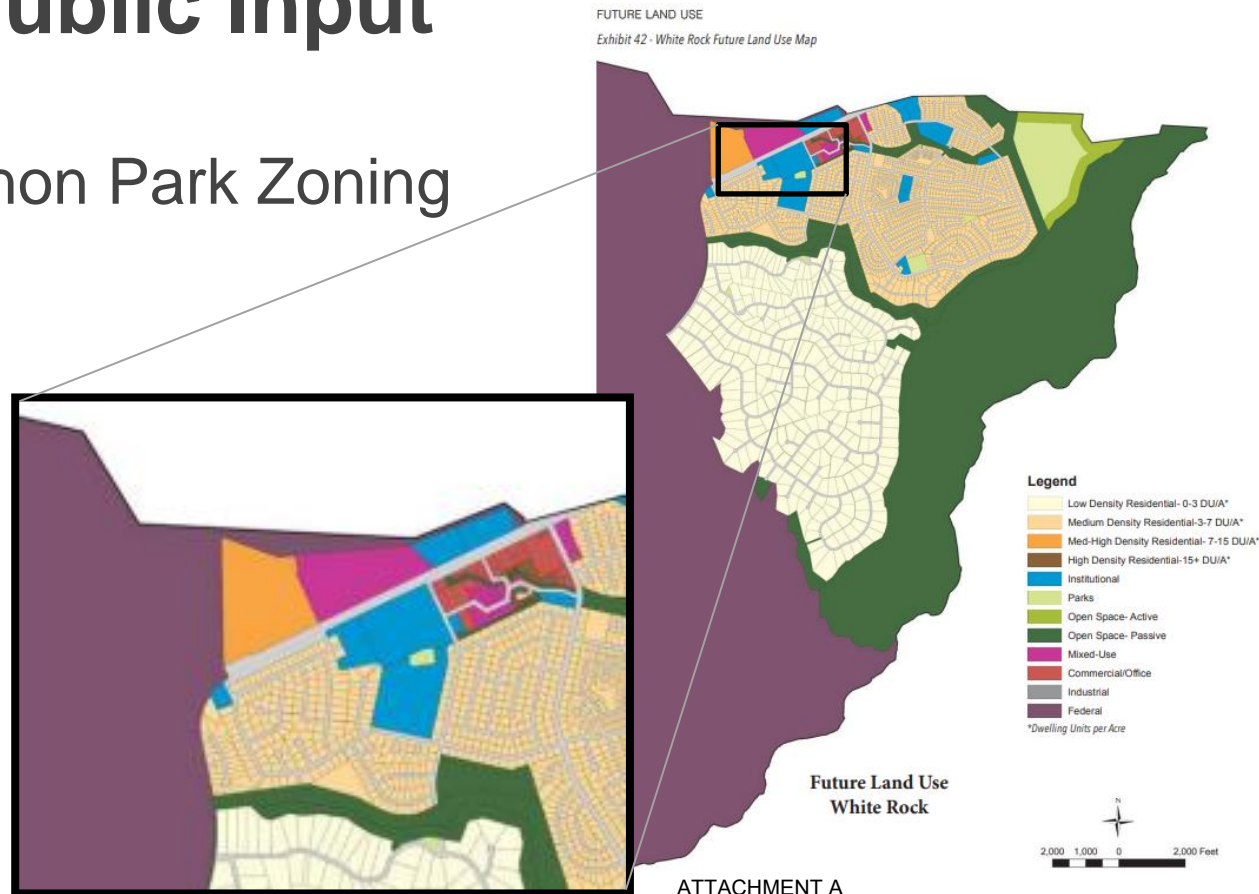 ublic Input
non Park Zoning
FUTURE LAND USE
Exhibit 42 - White Rock Future Land Use Map
Legend
Low Density Residential- 0-3 DU/A*
Medium Density Residential-3-7 DU/A*
Med-High Density Residential- 7-15 DU/A*
High Density Residential-15+ DU/A*
Institutional
Parks
Open Space- Active
Open Space- Passive
Mixed-Use
Commercial/Office
Industrial
Federal
*Dwelling Units per Acre
Future Land Use
White Rock
N
2,000 1,000 0 2,000 Feet
ATTACHMENT A